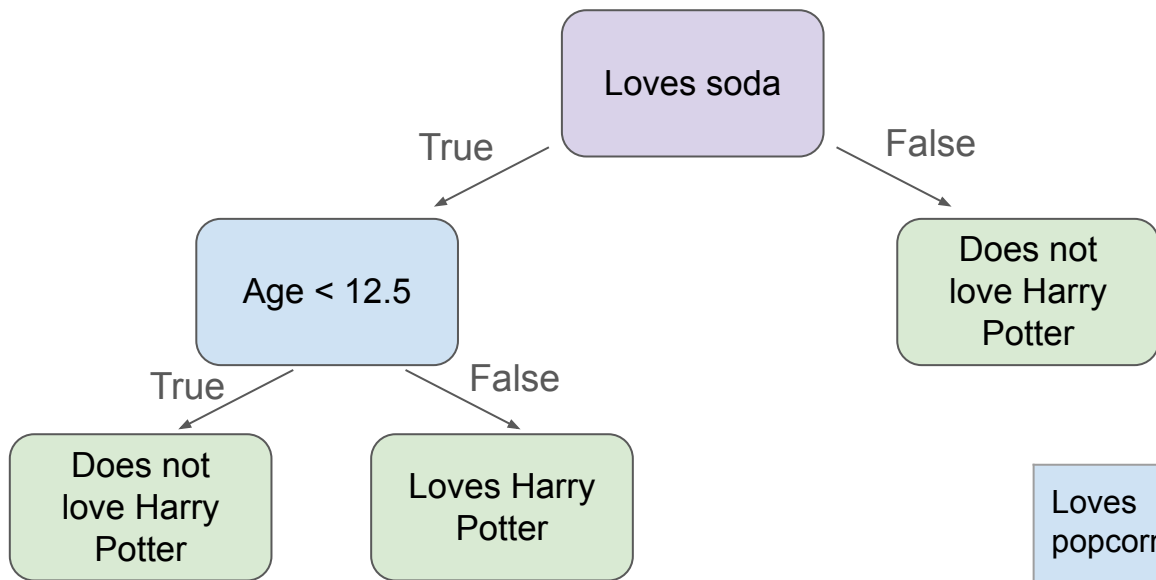 Loves soda
True
False
Age < 12.5
Does not
love Harry
Potter
True
False
Does not
love Harry
Potter
Loves Harry
Potter
Loves
popcorn